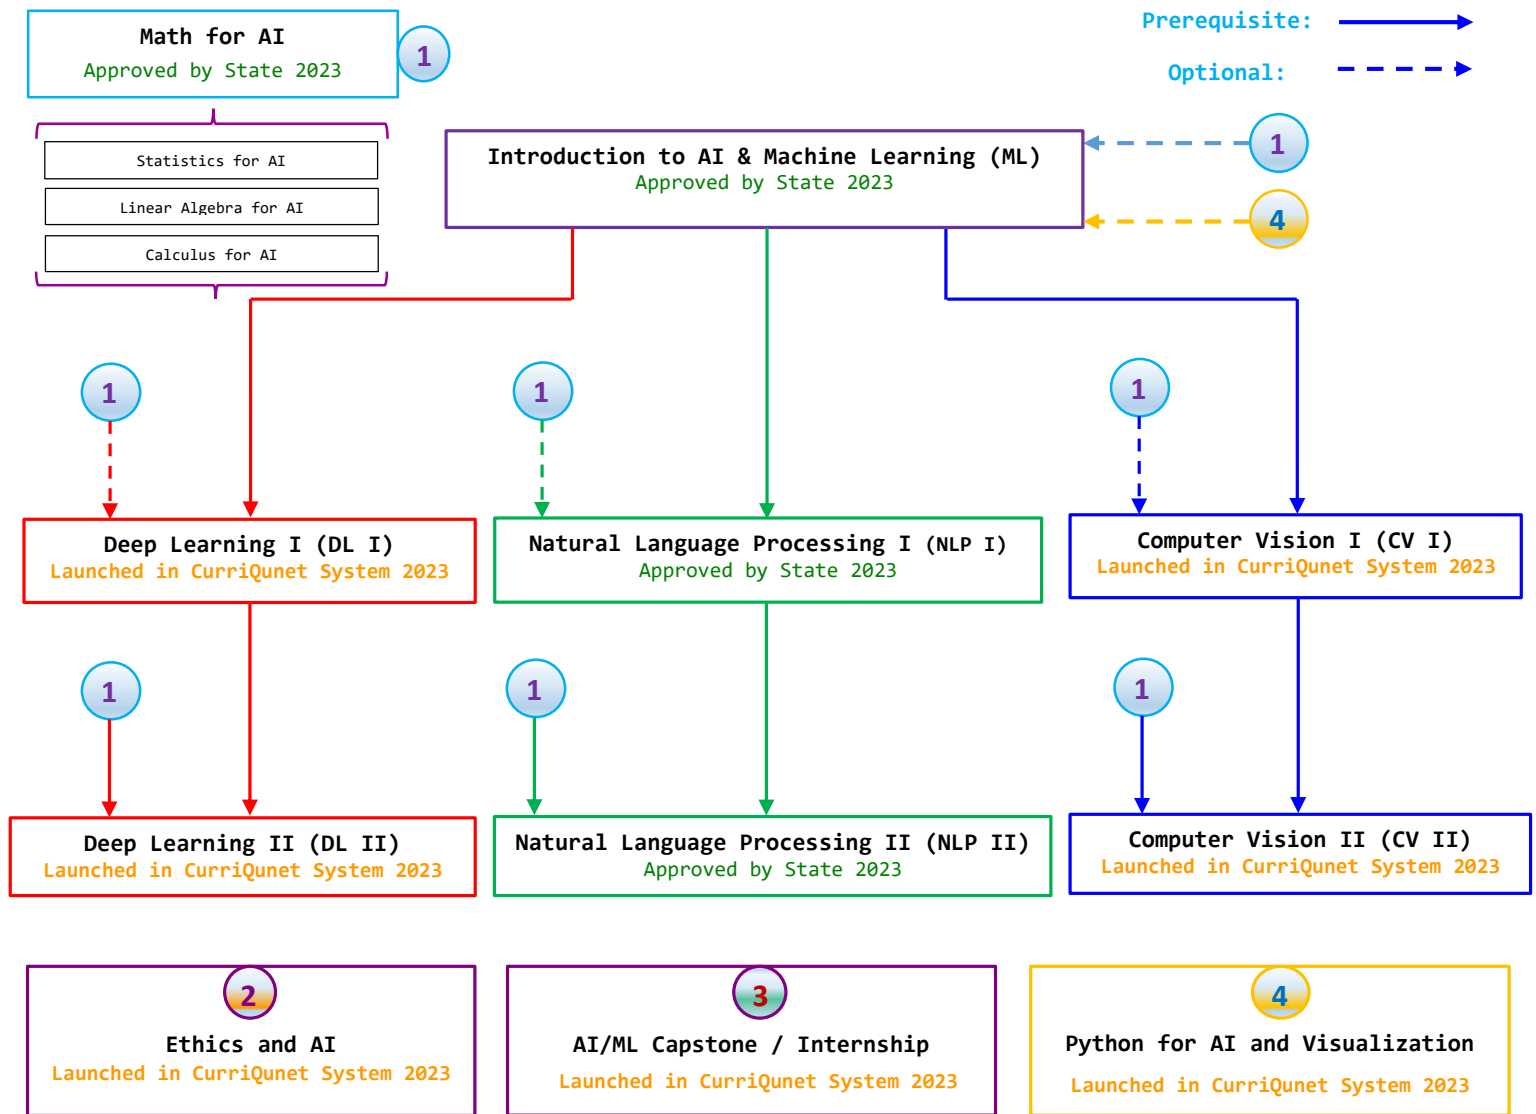 Math for AI
Approved by State 2023
1
Prerequisite:
Optional:
Statistics for AI
Linear Algebra for AI
Calculus for AI
Introduction to AI & Machine Learning (ML)
Approved by State 2023
1
4
1
1
1
Deep Learning I (DL I)
Launched in CurriQunet System 2023
Natural Language Processing I (NLP I)
Approved by State 2023
Computer Vision I (CV I)
Launched in CurriQunet System 2023
1
1
1
Deep Learning II (DL II)
Launched in CurriQunet System 2023
Natural Language Processing II (NLP II)
Approved by State 2023
Computer Vision II (CV II)
Launched in CurriQunet System 2023
2
Ethics and AI
Launched in CurriQunet System 2023
3
AI/ML Capstone / Internship
Launched in CurriQunet System 2023
4
Python for AI and Visualization
Launched in CurriQunet System 2023